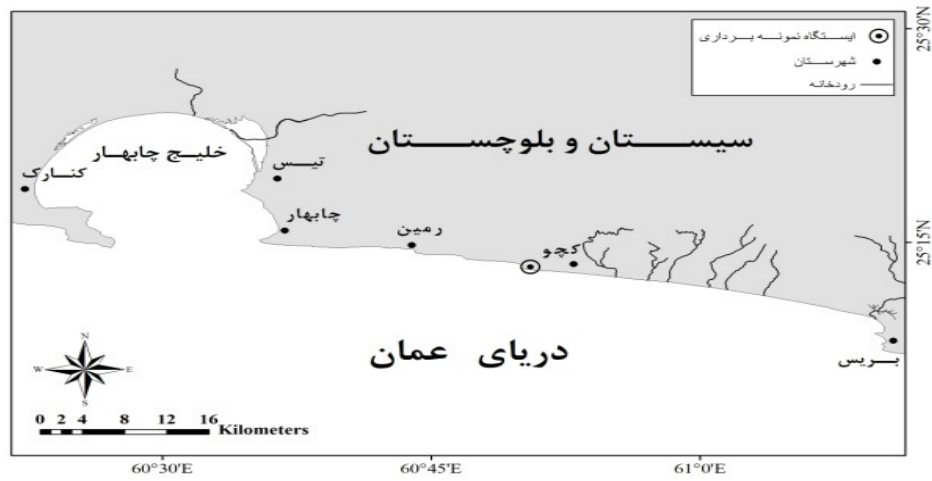 ایستگاه نمونه برداری
شهرستان
رودخانه
25°30'N
سیستان و بلوچستان
خلیج چابهار
تیس
کنارک
چابهار
رمین
کچو
25°15'N
دریای عمان
بریس
N
W
E
S
0 2 4 8 12 16
Kilometers
60°30'E
60°45'E
61°0'E